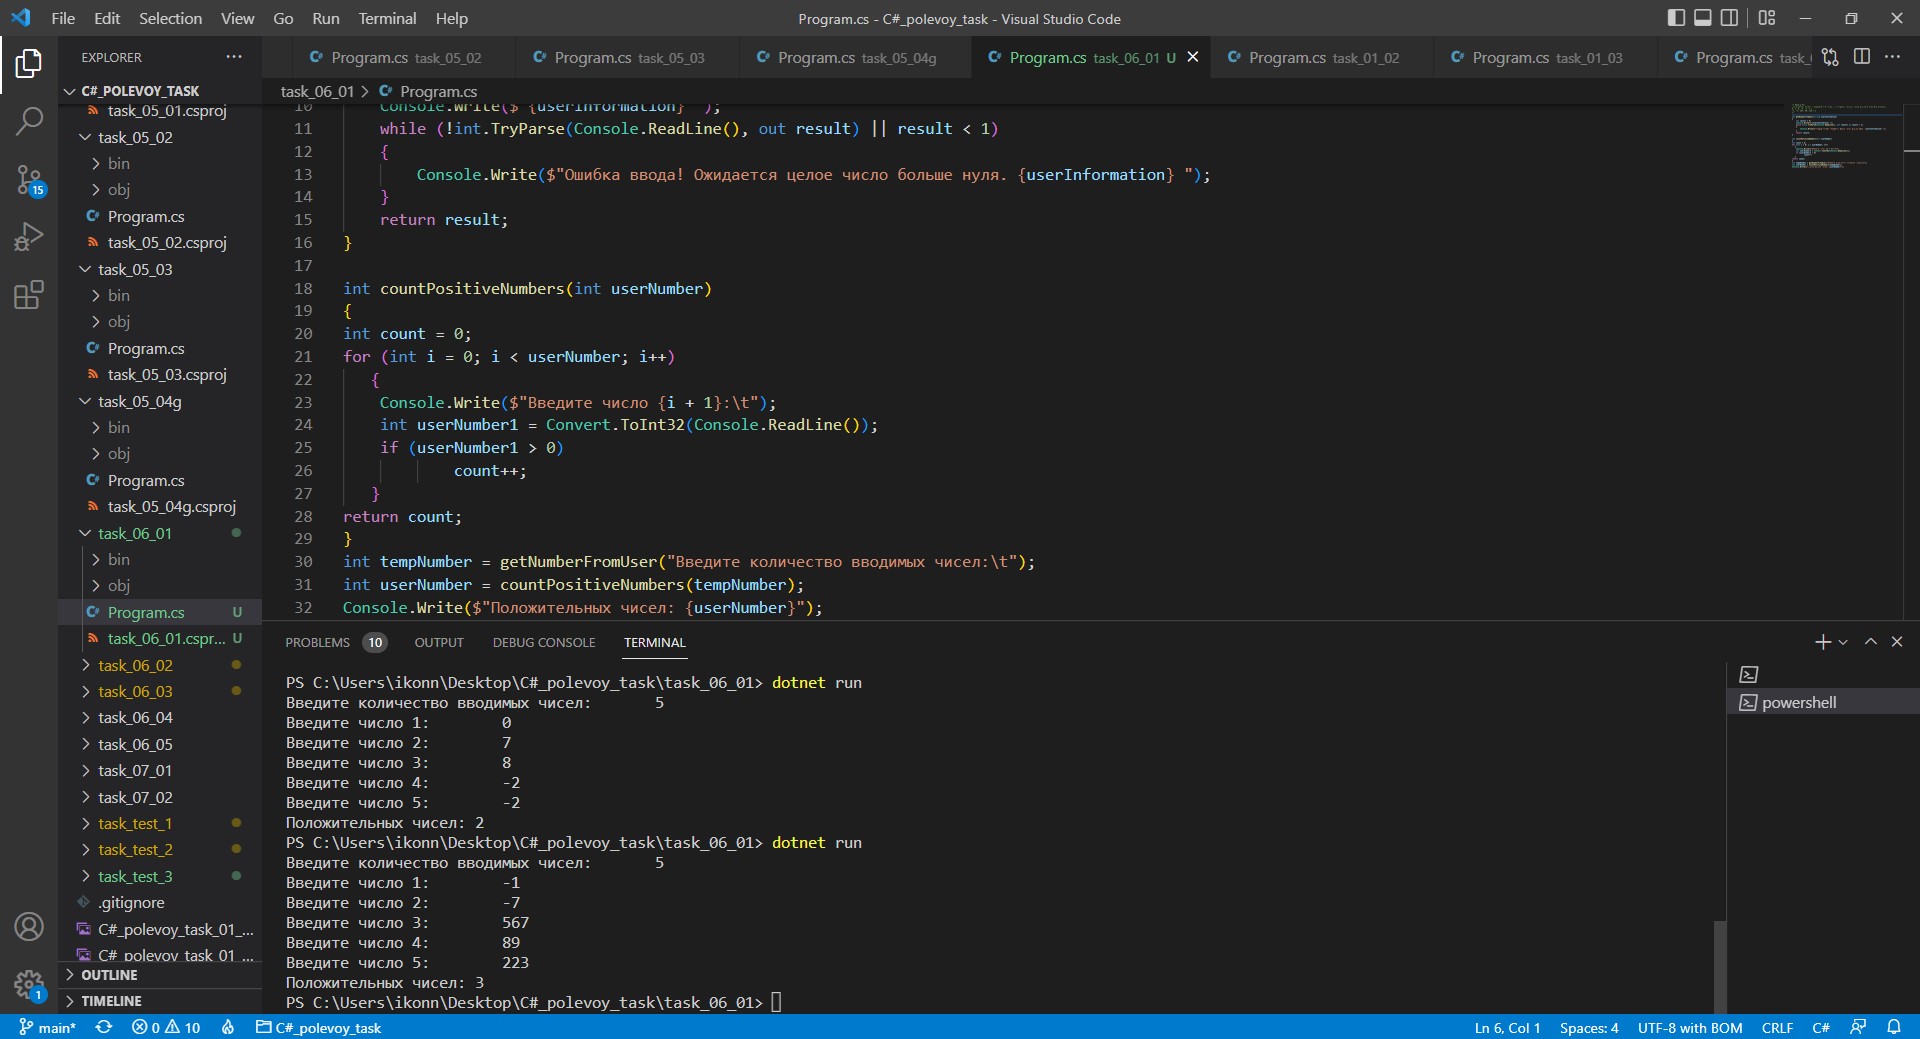 File Edit Selection View Go Run Terminal Help
Program.cs - C#_polevoy_task - Visual Studio Code
EXPLORER
Program.cs task_05_02
Program.cs task_05_03
Program.cs task_05_04g
Program.cs task_06_01 U
Program.cs task_01_02
Program.cs task_01_03
Program.cs task_
C#_POLEVOY_TASK
task_05_01.csproj
task_05_02
bin
obj
Program.cs
task_05_02.csproj
task_05_03
bin
obj
Program.cs
task_05_03.csproj
task_05_04g
bin
obj
Program.cs
task_05_04g.csproj
task_06_01
bin
obj
Program.cs U
task_06_01.cspr... U
task_06_02
task_06_03
task_06_04
task_06_05
task_07_01
task_07_02
task_test_1
task_test_2
task_test_3
.gitignore
C#_polevoy_task_01_...
C#_polevoy_task_01_...
OUTLINE
TIMELINE
15
1
task_06_01 > Program.cs
10 Console.Write($"{userInformation} ");
11 while (!int.TryParse(Console.ReadLine(), out result) || result < 1)
12 {
13 Console.Write($"Ошибка ввода! Ожидается целое число больше нуля. {userInformation} ");
14 }
15 return result;
16 }
17
18 int countPositiveNumbers(int userNumber)
19 {
20 int count = 0;
21 for (int i = 0; i < userNumber; i++)
22 {
23 Console.Write($"Введите число {i + 1}:\t");
24 int userNumber1 = Convert.ToInt32(Console.ReadLine());
25 if (userNumber1 > 0)
26 count++;
27 }
28 return count;
29 }
30 int tempNumber = getNumberFromUser("Введите количество вводимых чисел:\t");
31 int userNumber = countPositiveNumbers(tempNumber);
32 Console.Write($"Положительных чисел: {userNumber}");
PROBLEMS 10 OUTPUT DEBUG CONSOLE TERMINAL
PS C:\Users\ikonn\Desktop\C#_polevoy_task\task_06_01> dotnet run
Введите количество вводимых чисел: 5
Введите число 1: 0
Введите число 2: 7
Введите число 3: 8
Введите число 4: -2
Введите число 5: -2
Положительных чисел: 2
PS C:\Users\ikonn\Desktop\C#_polevoy_task\task_06_01> dotnet run
Введите количество вводимых чисел: 5
Введите число 1: -1
Введите число 2: -7
Введите число 3: 567
Введите число 4: 89
Введите число 5: 223
Положительных чисел: 3
PS C:\Users\ikonn\Desktop\C#_polevoy_task\task_06_01>
powershell
main* 0 10 C#_polevoy_task
Ln 6, Col 1 Spaces: 4 UTF-8 with BOM CRLF C#